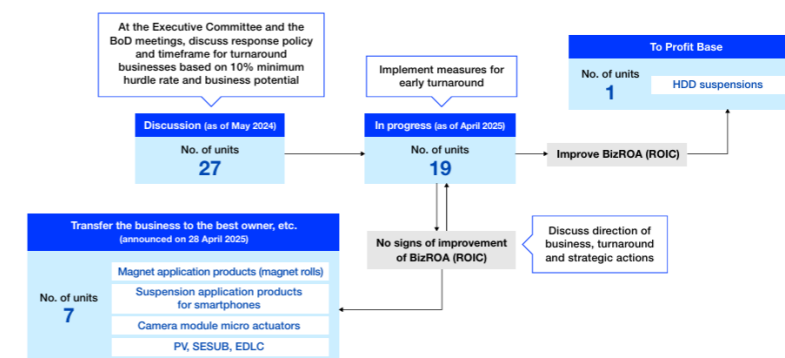 At the Executive Committee and the
BoD meetings, discuss response policy
and timeframe for turnaround
businesses based on 10% minimum
hurdle rate and business potential
Implement measures for
early turnaround
To Profit Base
No. of units
1
HDD suspensions
Discussion (as of May 2024)
No. of units
27
In progress (as of April 2025)
No. of units
19
Improve BizROA (ROIC)
No signs of improvement
of BizROA (ROIC)
Discuss direction of
business, turnaround
and strategic actions
Transfer the business to the best owner, etc.
(announced on 28 April 2025)
No. of units
7
Magnet application products (magnet rolls)
Suspension application products
for smartphones
Camera module micro actuators
PV, SESUB, EDLC